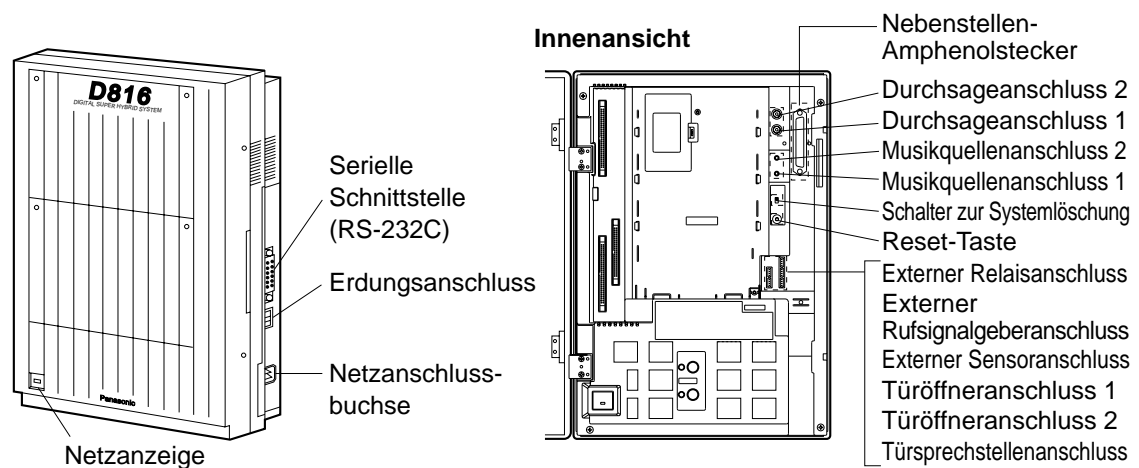 D816
DIGITAL SUPER HYBRID SYSTEM
Panasonic
Serielle
Schnittstelle
(RS-232C)
Erdungsanschluss
Netzanschluss-
buchse
Netzanzeige
Innenansicht
Nebenstellen-
Amphenolstecker
Durchsageanschluss 2
Durchsageanschluss 1
Musikquellenanschluss 2
Musikquellenanschluss 1
Schalter zur Systemlöschung
Reset-Taste
Externer Relaisanschluss
Externer
Rufsignalgeberanschluss
Externer Sensoranschluss
Türöffneranschluss 1
Türöffneranschluss 2
Türsprechstellenanschluss